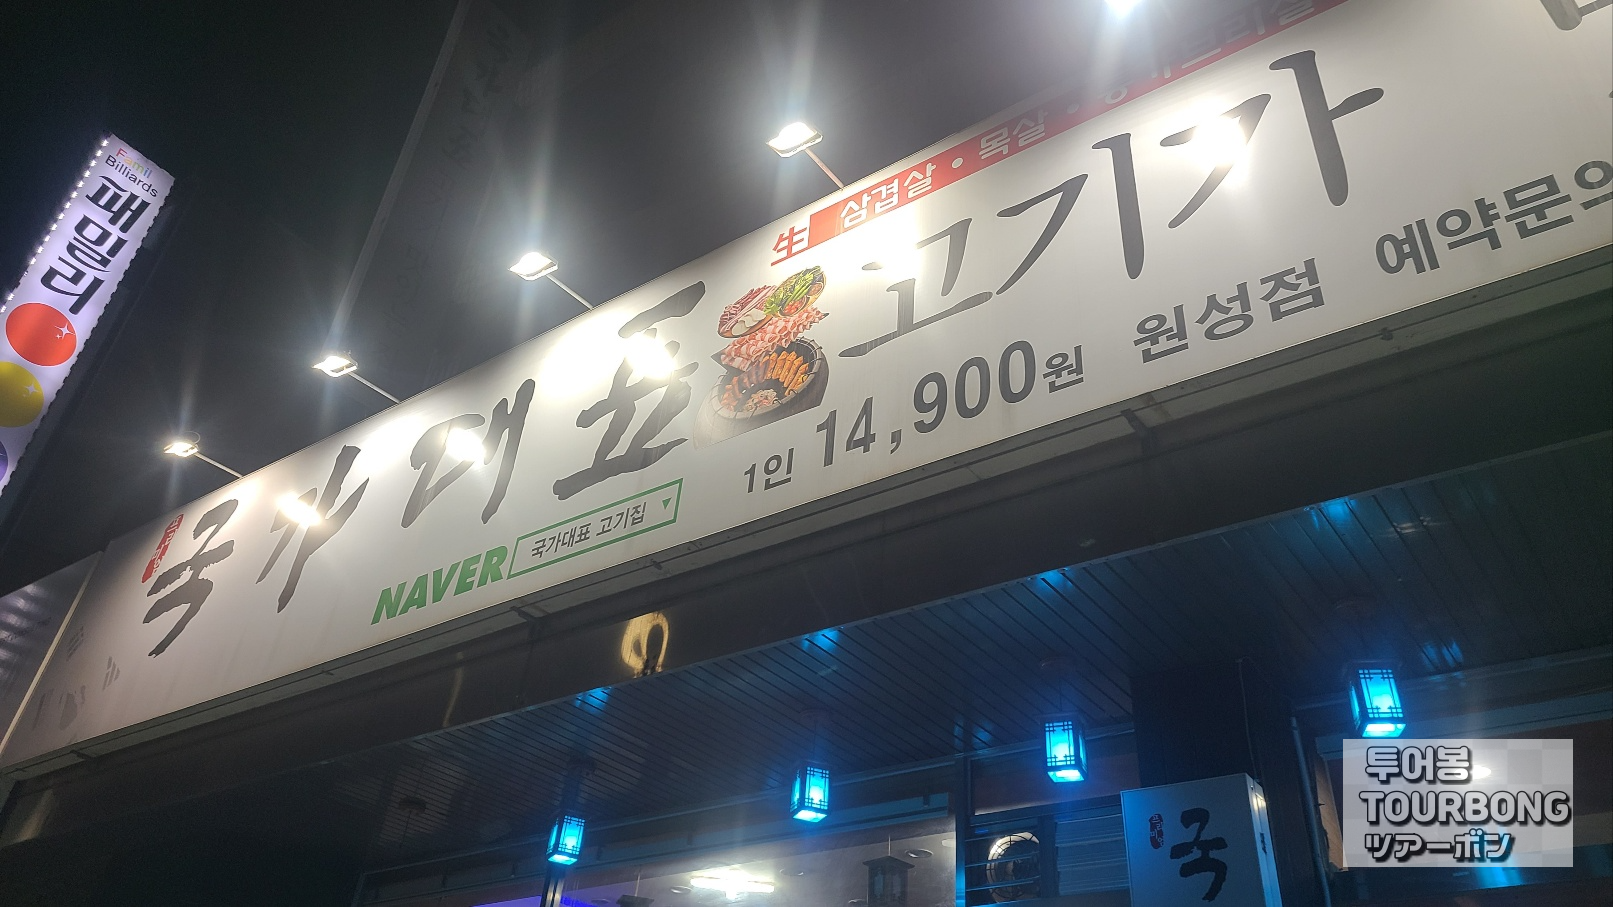 Family
Billiards
패밀리
生 삼겹살 · 목살 ·
국가대표 고기가
NAVER 국가대표 고기집
1인 14,900원 원성점 예약문의
국
투어봉
TOURBONG
ツアーボン